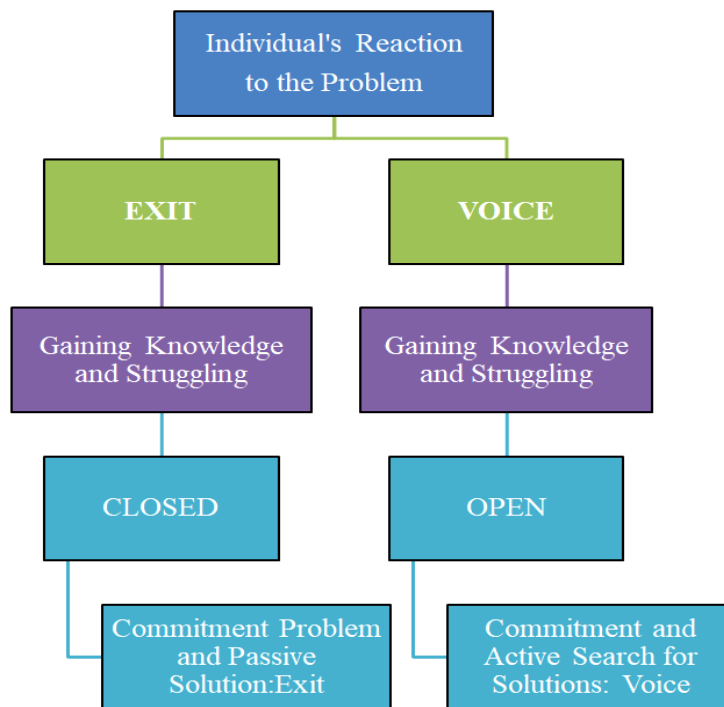 Individual's Reaction
to the Problem
EXIT
VOICE
Gaining Knowledge
and Struggling
Gaining Knowledge
and Struggling
CLOSED
OPEN
Commitment Problem
and Passive
Solution:Exit
Commitment and
Active Search for
Solutions: Voice